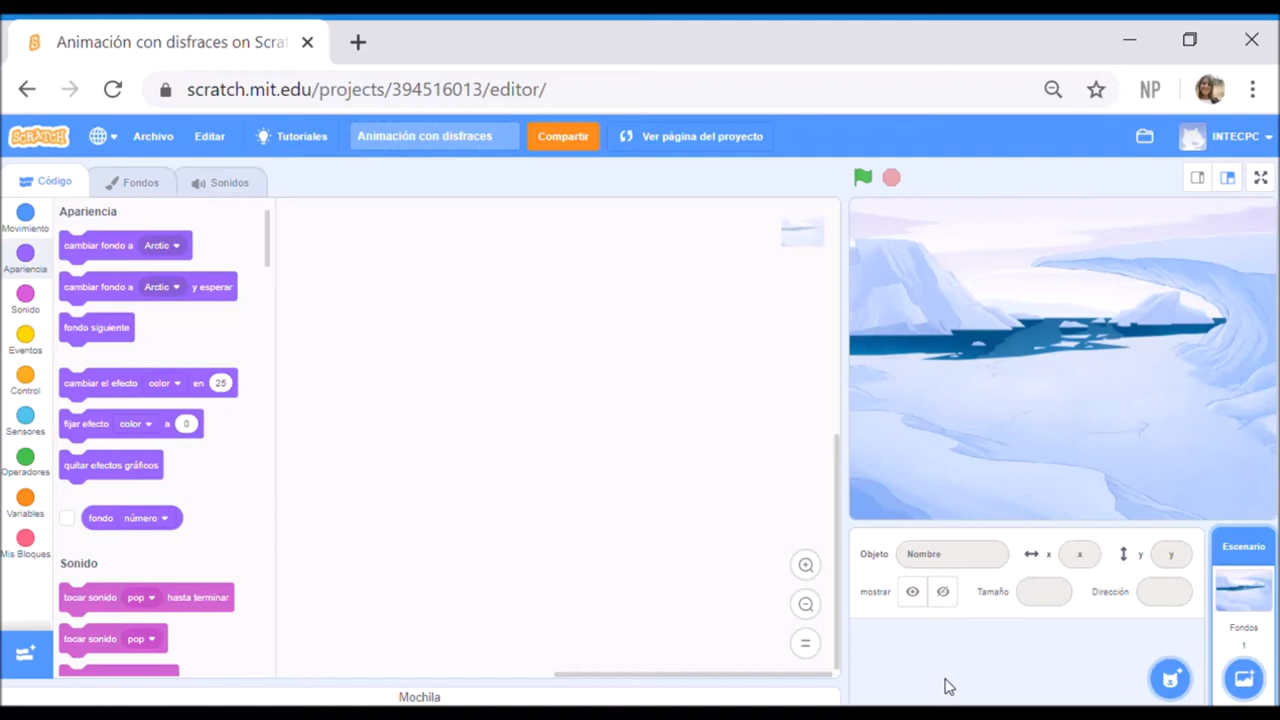 Animación con disfraces on Scra
scratch.mit.edu/projects/394516013/editor/
NP
SCRATCH
Archivo
Editar
Tutoriales
Animación con disfraces
Compartir
Ver página del proyecto
INTECPC
Código
Fondos
Sonidos
Movimiento
Apariencia
Sonido
Eventos
Control
Sensores
Operadores
Variables
Mis Bloques
Apariencia
cambiar fondo a Arctic
cambiar fondo a Arctic y esperar
fondo siguiente
cambiar el efecto color en 25
fijar efecto color a 0
quitar efectos gráficos
fondo número
Sonido
tocar sonido pop hasta terminar
tocar sonido pop
Mochila
Objeto Nombre x x y y
mostrar Tamaño Dirección
Escenario
Fondos
1